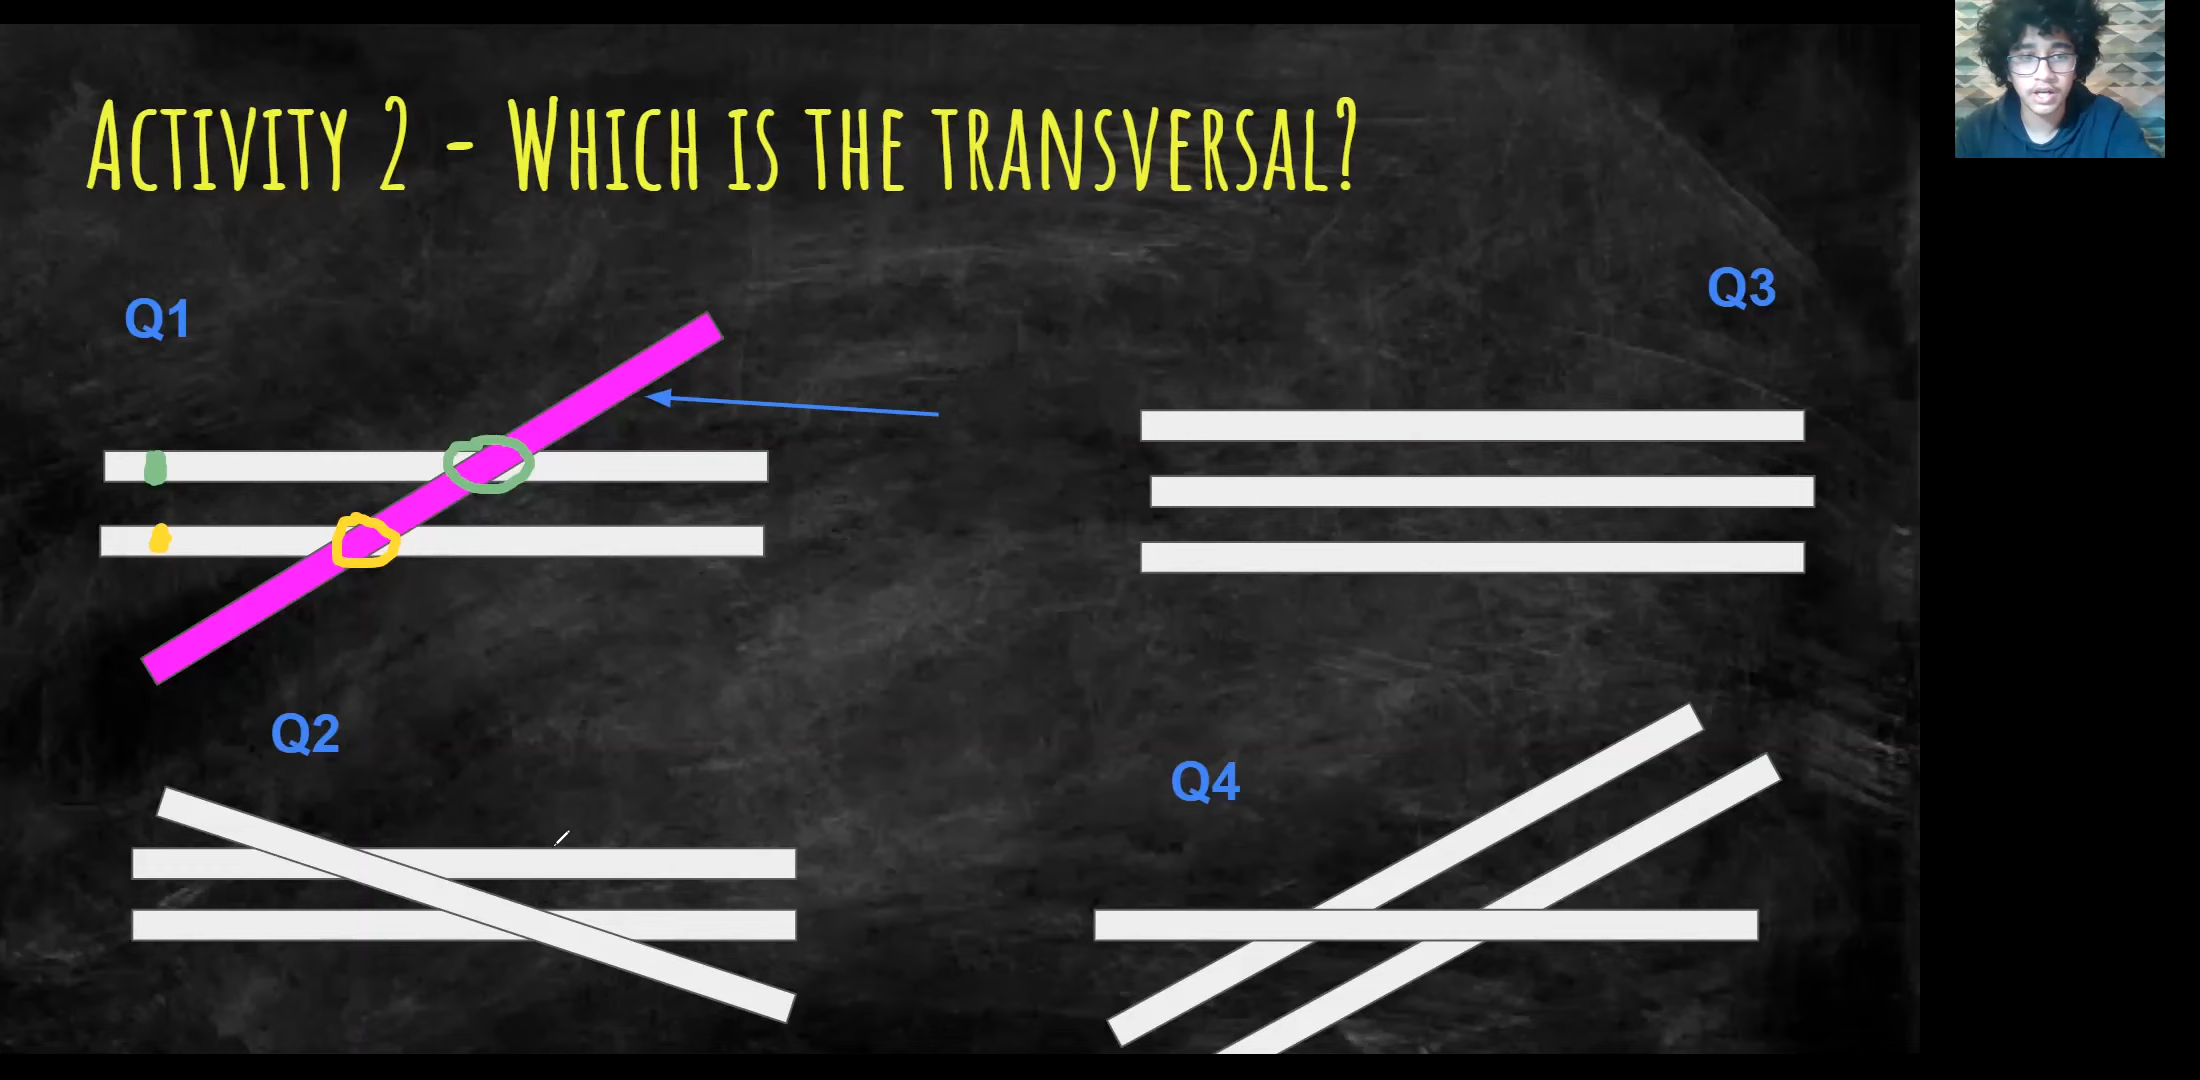 Activity 2 - Which is the transversal?
Q1
Q3
Q2
Q4